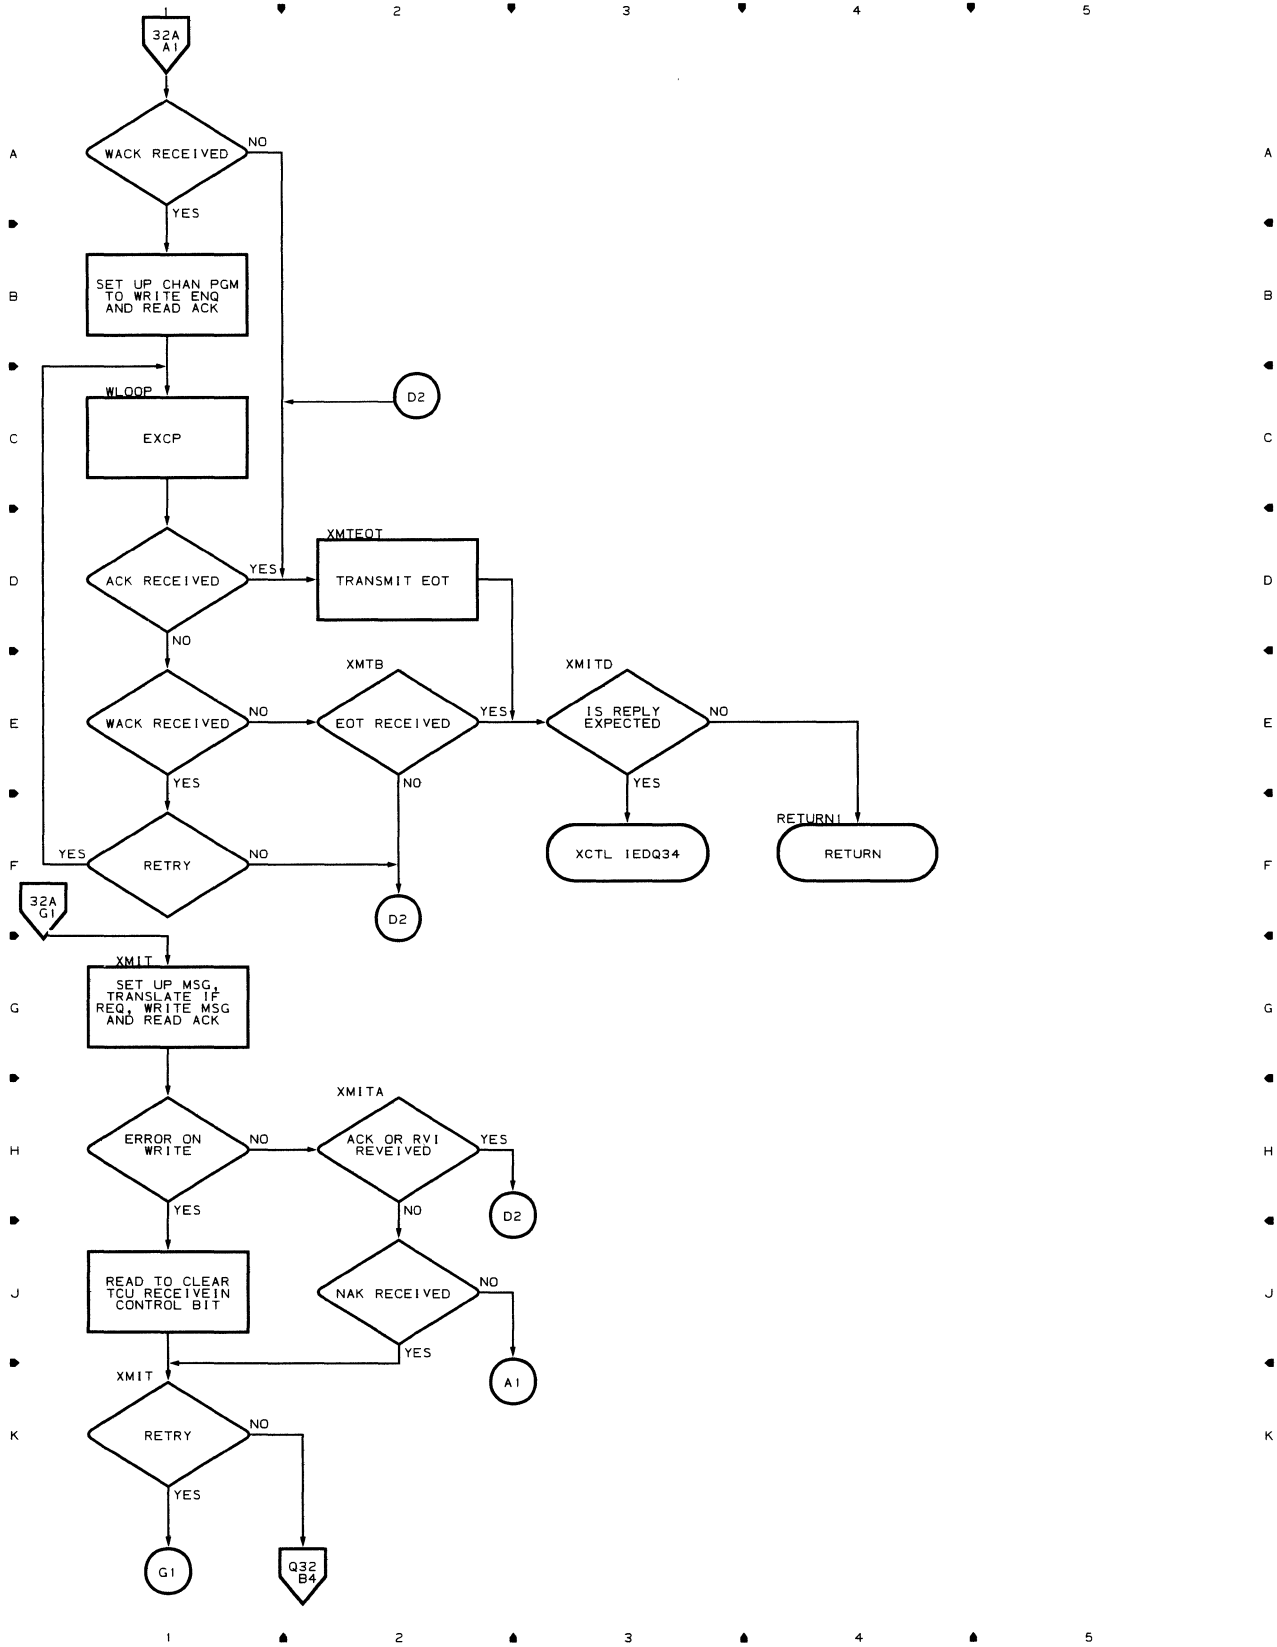 1 2 3 4 5
32A
A1
A
WACK RECEIVED
NO
A
YES
B
SET UP CHAN PGM
TO WRITE ENQ
AND READ ACK
B
WLOOP
D2
C
EXCP
C
XMTEOT
D
ACK RECEIVED
YES
TRANSMIT EOT
D
NO
XMTB
XMITD
E
WACK RECEIVED
NO
EOT RECEIVED
YES
IS REPLY
EXPECTED
NO
E
YES
NO
YES
RETURN1
F
YES
RETRY
NO
XCTL IEDQ34
RETURN
F
32A
G1
D2
XMIT
G
SET UP MSG,
TRANSLATE IF
REQ, WRITE MSG
AND READ ACK
G
XMITA
H
ERROR ON
WRITE
NO
ACK OR RVI
REVEIVED
YES
H
YES
NO
D2
J
READ TO CLEAR
TCU RECEIVEIN
CONTROL BIT
NAK RECEIVED
NO
J
YES
XMIT
A1
K
RETRY
NO
K
YES
G1
Q32
B4
1 2 3 4 5